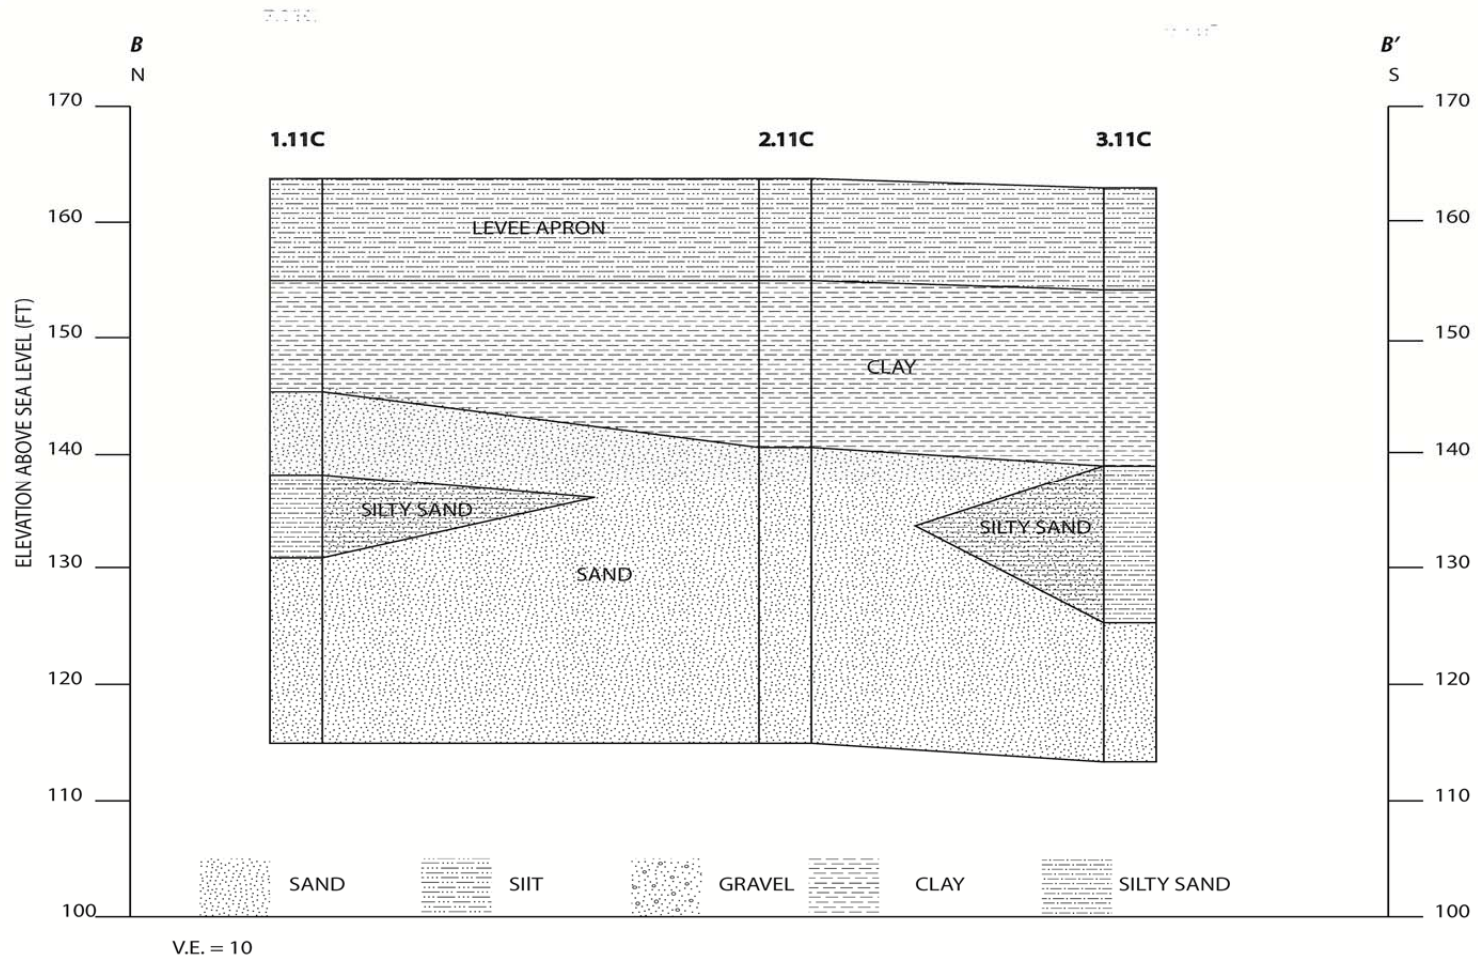 B
B′
N
S
170
170
1.11C
2.11C
3.11C
160
160
LEVEE APRON
150
150
CLAY
140
140
SILTY SAND
SILTY SAND
130
130
SAND
120
120
110
110
SAND
SIIT
GRAVEL
CLAY
SILTY SAND
100
100
V.E. = 10
ELEVATION ABOVE SEA LEVEL (FT)